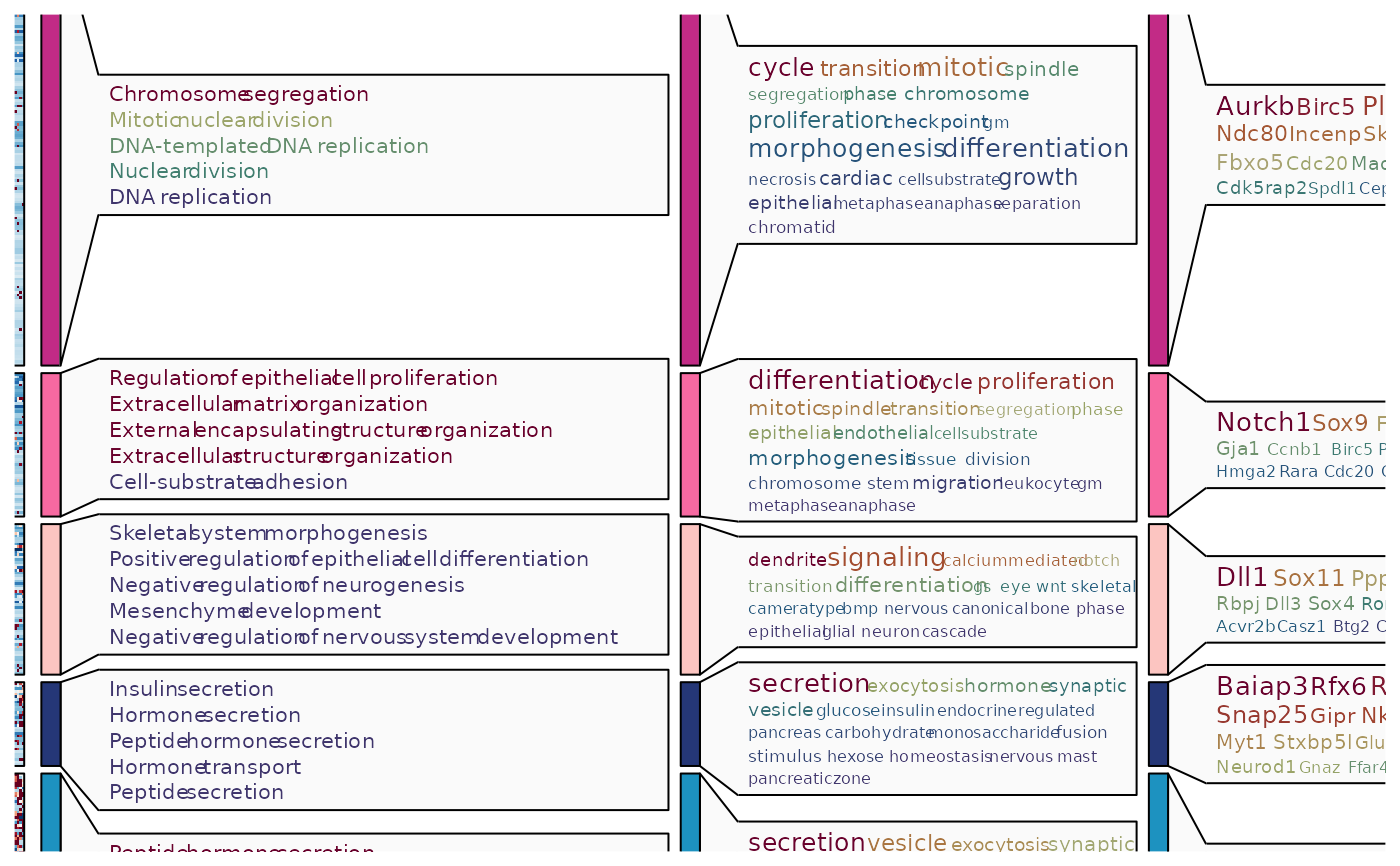 Chromosome segregation
Mitotic nuclear division
DNA-templated DNA replication
Nuclear division
DNA replication
cycle transition mitotic spindle
segregation phase chromosome
proliferation checkpoint gm
morphogenesis differentiation
necrosis cardiac cellsubstrate growth
epithelial metaphaseanaphase separation
chromatid
Aurkb Birc5
Ndc80 Incenp
Fbxo5 Cdc20
Cdk5rap2 Spdl1
Regulation of epithelial cell proliferation
Extracellular matrix organization
External encapsulating structure organization
Extracellular structure organization
Cell-substrate adhesion
differentiation cycle proliferation
mitotic spindle transition segregation phase
epithelial endothelial cellsubstrate
morphogenesis tissue division
chromosome stem migration leukocyte gm
metaphaseanaphase
Notch1 Sox9
Gja1 Ccnb1 Birc5
Hmga2 Rara Cdc20
Skeletal system morphogenesis
Positive regulation of epithelial cell differentiation
Negative regulation of neurogenesis
Mesenchyme development
Negative regulation of nervous system development
dendrite signaling calciummediated notch
transition differentiation gs eye wnt skeletal
cameratype bmp nervous canonical bone phase
epithelial glial neuron cascade
Dll1 Sox11
Rbpj Dll3 Sox4
Acvr2b Casz1 Btg2
Insulin secretion
Hormone secretion
Peptide hormone secretion
Hormone transport
Peptide secretion
secretion exocytosis hormone synaptic
vesicle glucose insulin endocrine regulated
pancreas carbohydrate monosaccharide fusion
stimulus hexose homeostasis nervous mast
pancreatic zone
Baiap3 Rfx6
Snap25 Gipr
Myt1 Stxbp5l
Neurod1 Gnaz Ffar4
Peptide hormone secretion
secretion vesicle exocytosis synaptic